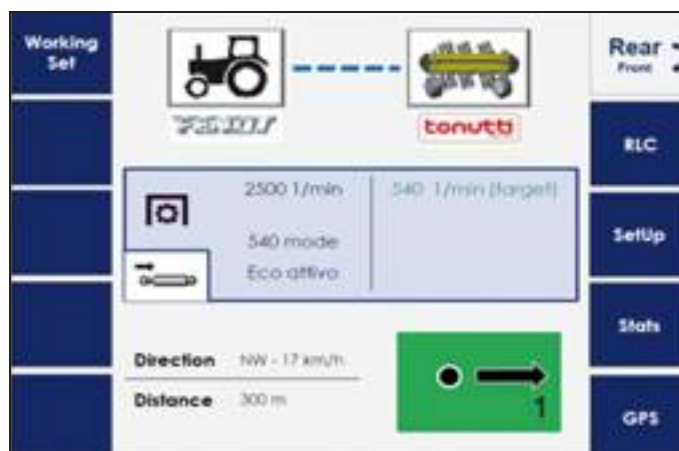 Working
Set
Rear
Front
FENDT
tonutti
RLC
2500 1/min
540 1/min (target)
540 mode
Eco attivo
SetUp
Stats
Direction
NW - 17 km/h
Distance
300 m
1
GPS